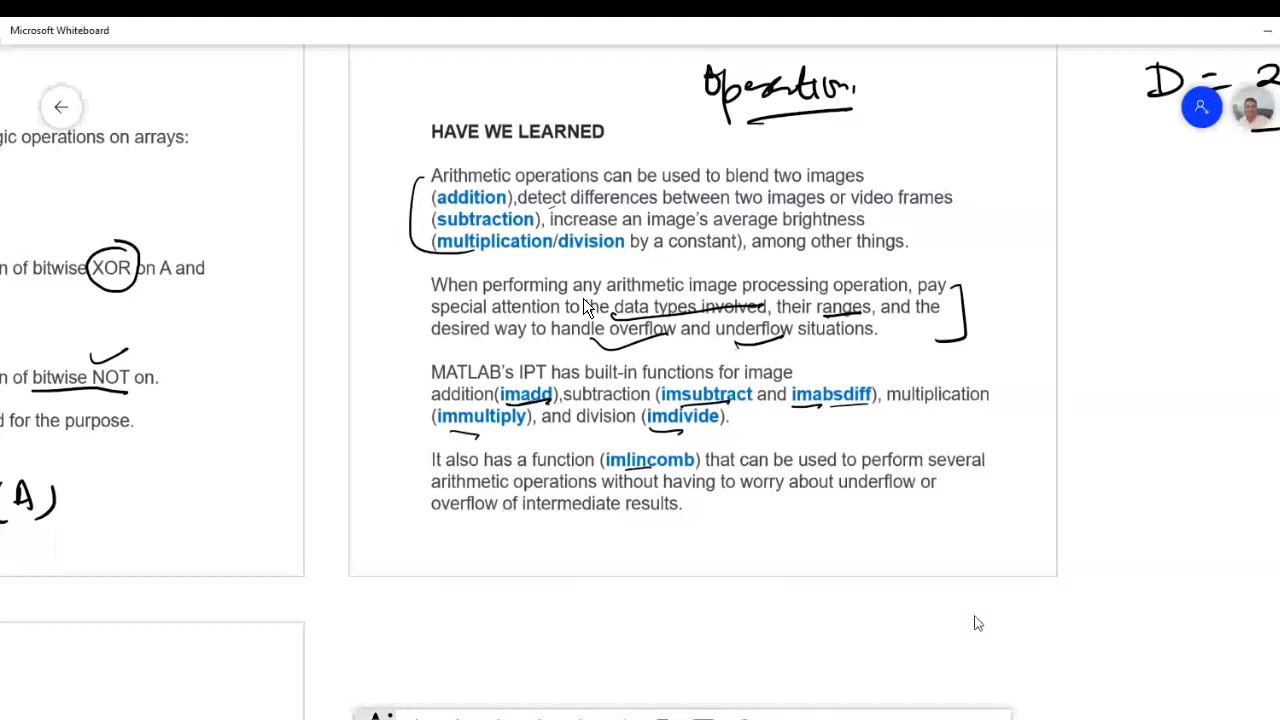 Microsoft Whiteboard
Operation.
D = 2
gic operations on arrays:
n of bitwise XOR on A and
n of bitwise NOT on.
d for the purpose.
(A)
HAVE WE LEARNED
Arithmetic operations can be used to blend two images
(addition),detect differences between two images or video frames
(subtraction), increase an image's average brightness
(multiplication/division by a constant), among other things.
When performing any arithmetic image processing operation, pay
special attention to the data types involved, their ranges, and the
desired way to handle overflow and underflow situations.
MATLAB's IPT has built-in functions for image
addition(imadd),subtraction (imsubtract and imabsdiff), multiplication
(immultiply), and division (imdivide).
It also has a function (imlincomb) that can be used to perform several
arithmetic operations without having to worry about underflow or
overflow of intermediate results.